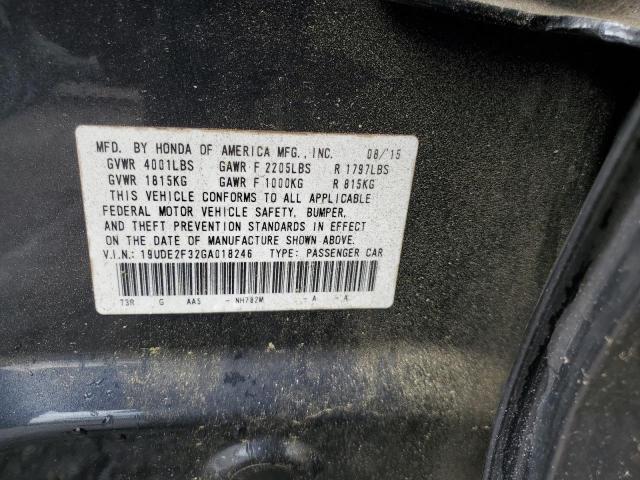 MFD. BY HONDA OF AMERICA MFG., INC. 08/'15
GVWR 4001LBS GAWR F 2205LBS R 1797LBS
GVWR 1815KG GAWR F 1000KG R 815KG
THIS VEHICLE CONFORMS TO ALL APPLICABLE
FEDERAL MOTOR VEHICLE SAFETY, BUMPER,
AND THEFT PREVENTION STANDARDS IN EFFECT
ON THE DATE OF MANUFACTURE SHOWN ABOVE.
V.I.N.: 19UDE2F32GA018246 TYPE: PASSENGER CAR
T3R G AA5 - NH782M - A - A